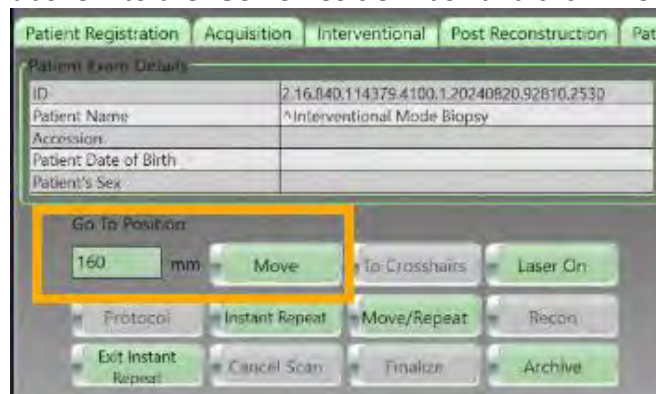 Patient Registration Acquisition Interventional Post Reconstruction Pat
Patient Exam Details
ID 2.16.840.114379.4100.1.20240820.92810.2530
Patient Name ^Interventional Mode Biopsy
Accession
Patient Date of Birth
Patient's Sex
Go To Position
160 mm Move To Crosshairs Laser On
Protocol Instant Repeat Move/Repeat Recon
Exit Instant Repeat Cancel Scan Finalize Archive